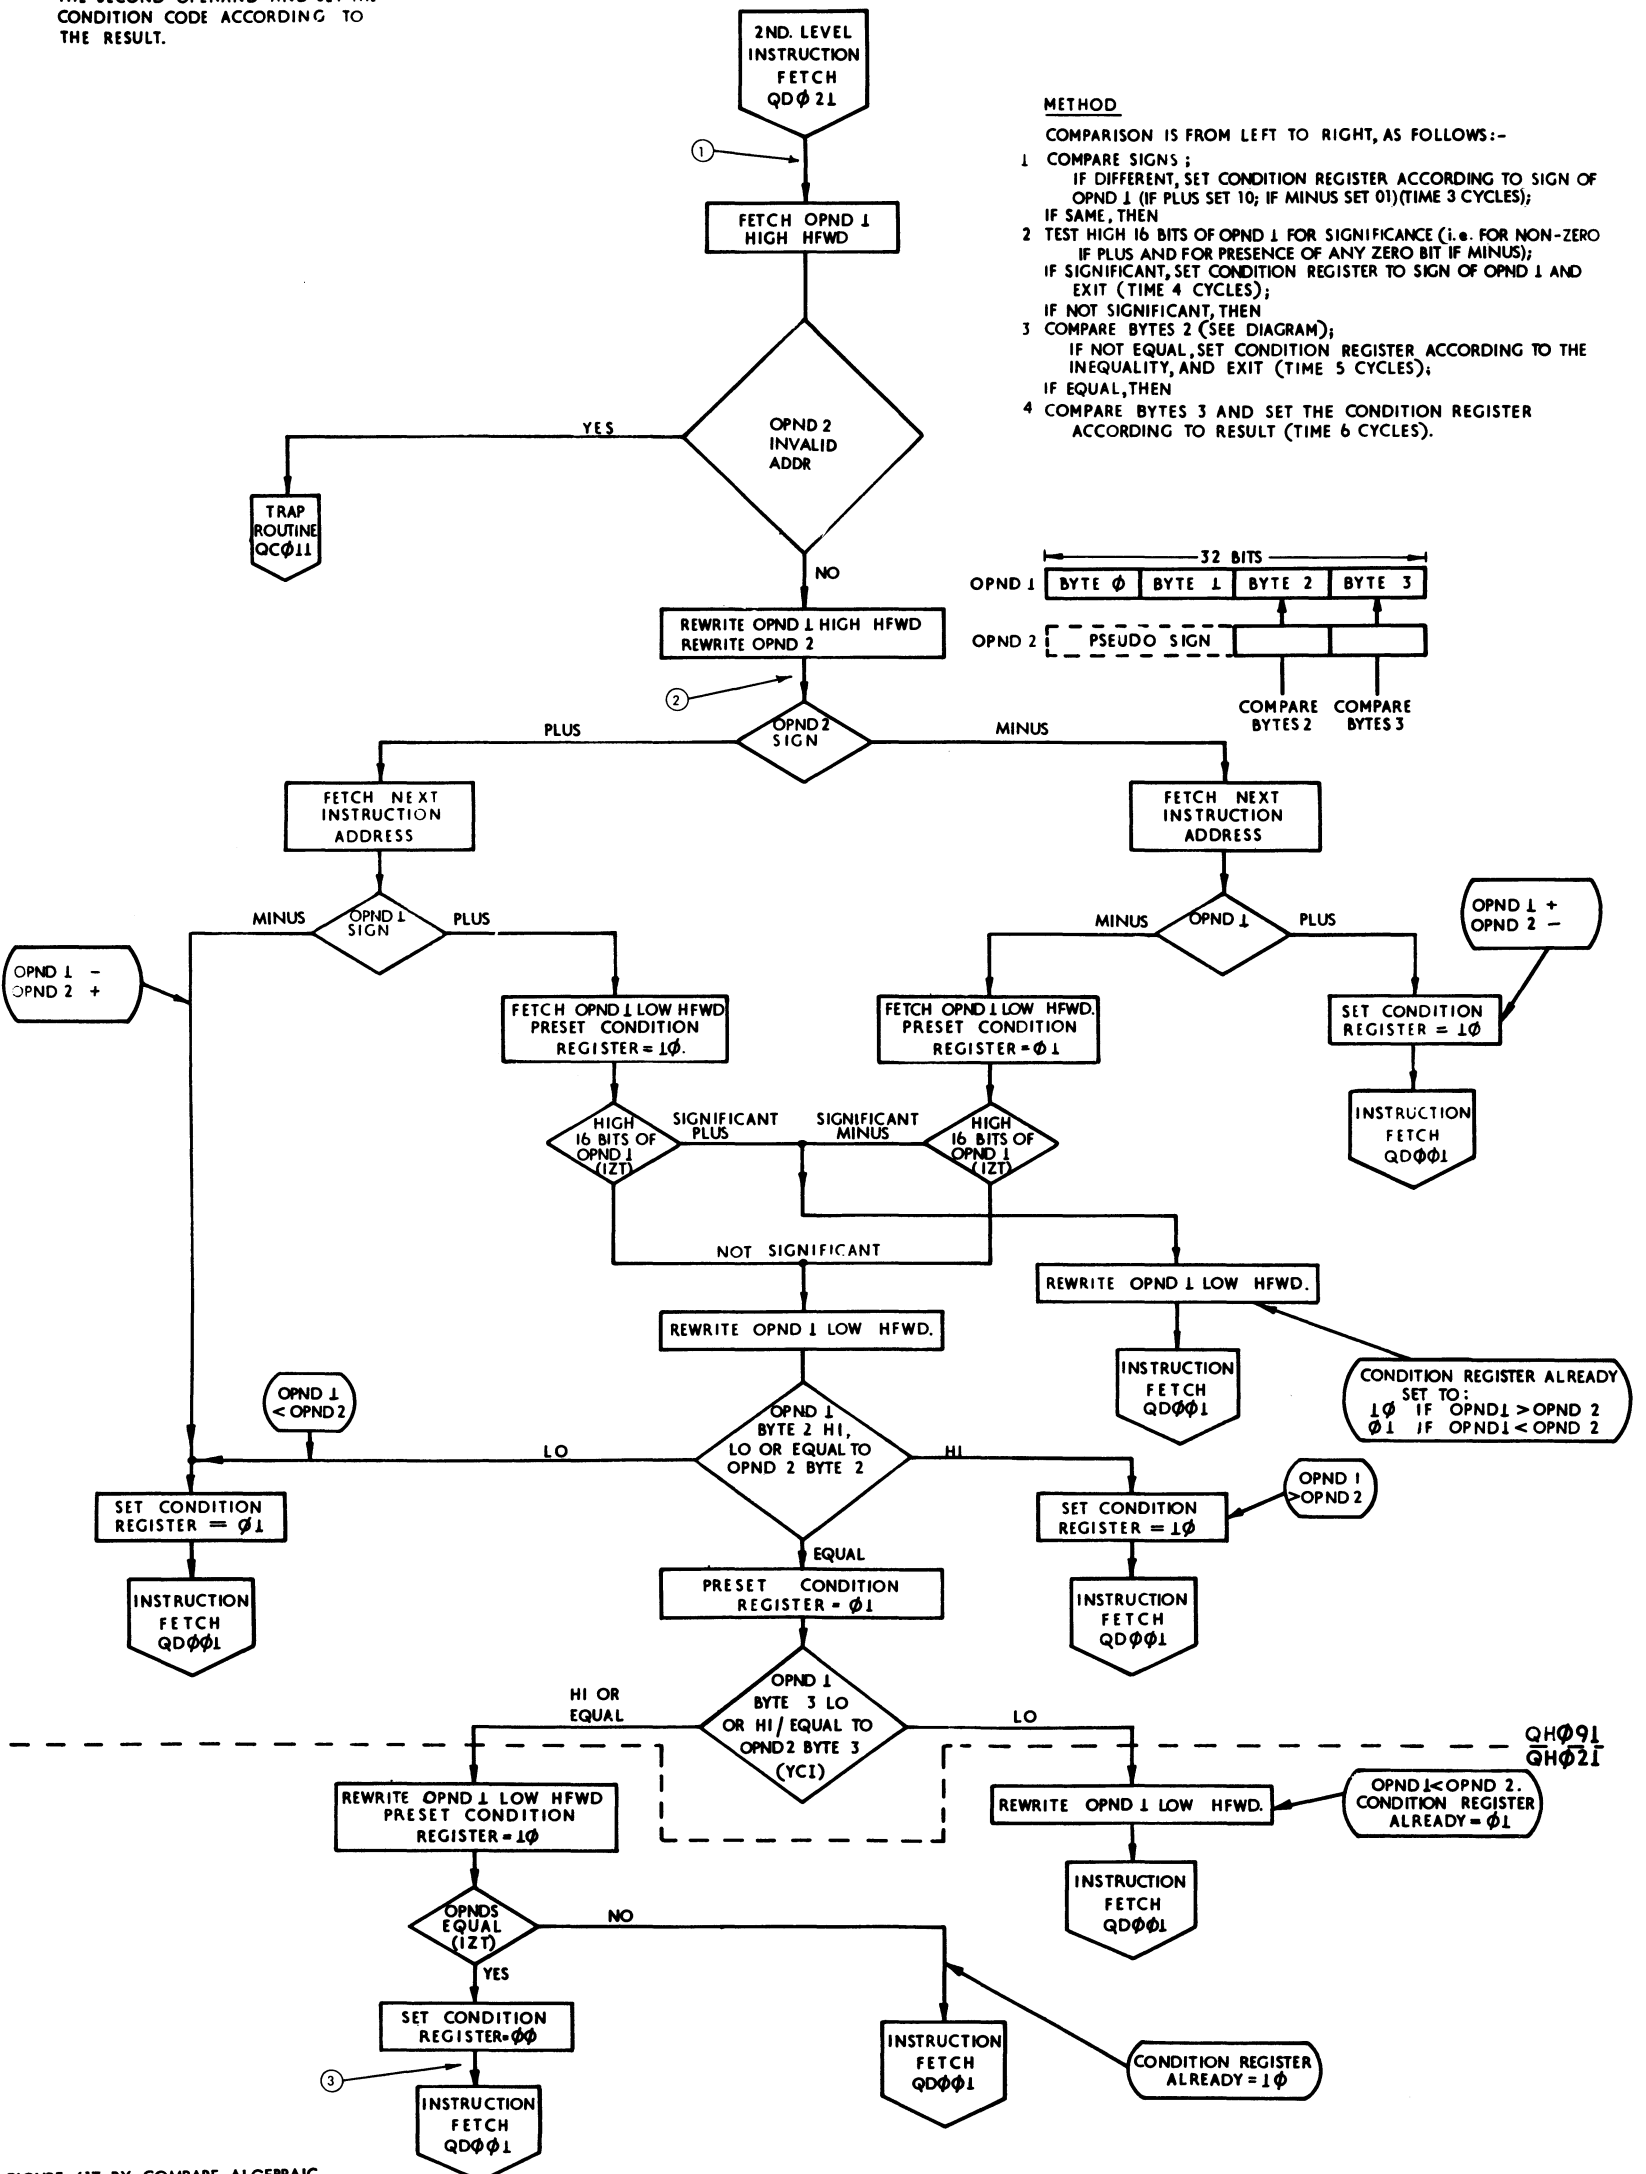 CONDITION CODE ACCORDING TO
THE RESULT.
2ND. LEVEL
INSTRUCTION
FETCH
QDØ21
1
METHOD
COMPARISON IS FROM LEFT TO RIGHT, AS FOLLOWS:-
1 COMPARE SIGNS ;
IF DIFFERENT, SET CONDITION REGISTER ACCORDING TO SIGN OF
OPND 1 (IF PLUS SET 10; IF MINUS SET 01)(TIME 3 CYCLES);
IF SAME, THEN
2 TEST HIGH 16 BITS OF OPND 1 FOR SIGNIFICANCE (i.e. FOR NON-ZERO
IF PLUS AND FOR PRESENCE OF ANY ZERO BIT IF MINUS);
IF SIGNIFICANT, SET CONDITION REGISTER TO SIGN OF OPND 1 AND
EXIT (TIME 4 CYCLES);
IF NOT SIGNIFICANT, THEN
3 COMPARE BYTES 2 (SEE DIAGRAM);
IF NOT EQUAL, SET CONDITION REGISTER ACCORDING TO THE
INEQUALITY, AND EXIT (TIME 5 CYCLES);
IF EQUAL, THEN
4 COMPARE BYTES 3 AND SET THE CONDITION REGISTER
ACCORDING TO RESULT (TIME 6 CYCLES).
FETCH OPND 1
HIGH HFWD
OPND 2
INVALID
ADDR
YES
TRAP
ROUTINE
QCØ11
NO
32 BITS
OPND 1 BYTE Ø BYTE 1 BYTE 2 BYTE 3
OPND 2 PSEUDO SIGN
COMPARE COMPARE
BYTES 2 BYTES 3
REWRITE OPND 1 HIGH HFWD
REWRITE OPND 2
2
OPND 2
SIGN
PLUS
MINUS
FETCH NEXT
INSTRUCTION
ADDRESS
FETCH NEXT
INSTRUCTION
ADDRESS
MINUS
OPND 1
SIGN
PLUS
MINUS
OPND 1
PLUS
OPND 1 +
OPND 2 -
OPND 1 -
OPND 2 +
FETCH OPND 1 LOW HFWD
PRESET CONDITION
REGISTER = 1Ø.
FETCH OPND 1 LOW HFWD.
PRESET CONDITION
REGISTER = Ø1
SET CONDITION
REGISTER = 1Ø
INSTRUCTION
FETCH
QDØØ1
HIGH
16 BITS OF
OPND 1
(IZT)
SIGNIFICANT
PLUS
SIGNIFICANT
MINUS
HIGH
16 BITS OF
OPND 1
(IZT)
NOT SIGNIFICANT
REWRITE OPND 1 LOW HFWD.
REWRITE OPND 1 LOW HFWD.
INSTRUCTION
FETCH
QDØØ1
CONDITION REGISTER ALREADY
SET TO:
1Ø IF OPND1 > OPND 2
Ø1 IF OPND1 < OPND 2
OPND 1
< OPND 2
LO
OPND 1
BYTE 2 HI,
LO OR EQUAL TO
OPND 2 BYTE 2
HI
OPND 1
>OPND 2
SET CONDITION
REGISTER = Ø1
SET CONDITION
REGISTER = 1Ø
EQUAL
PRESET CONDITION
REGISTER = Ø1
INSTRUCTION
FETCH
QDØØ1
INSTRUCTION
FETCH
QDØØ1
HI OR
EQUAL
OPND 1
BYTE 3 LO
OR HI / EQUAL TO
OPND2 BYTE 3
(YCI)
LO
QHØ91
QHØ21
REWRITE OPND 1 LOW HFWD
PRESET CONDITION
REGISTER = 1Ø
REWRITE OPND 1 LOW HFWD.
OPND1<OPND 2.
CONDITION REGISTER
ALREADY = Ø1
INSTRUCTION
FETCH
QDØØ1
OPNDS
EQUAL
(IZT)
NO
YES
SET CONDITION
REGISTER=ØØ
3
INSTRUCTION
FETCH
QDØØ1
INSTRUCTION
FETCH
QDØØ1
CONDITION REGISTER
ALREADY = 1Ø